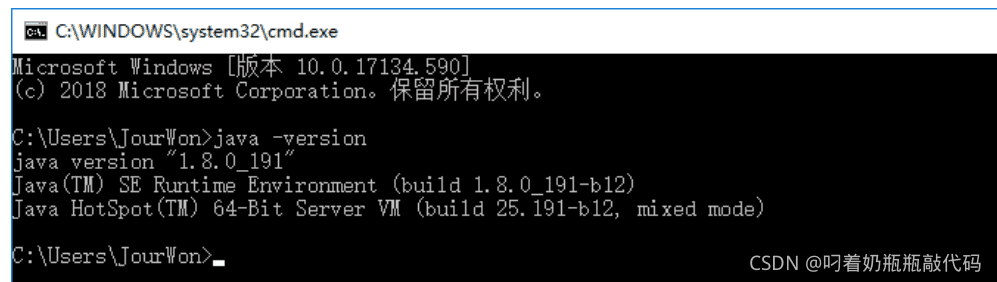 C:\WINDOWS\system32\cmd.exe
Microsoft Windows [版本 10.0.17134.590]
(c) 2018 Microsoft Corporation。保留所有权利。
C:\Users\JourWon>java -version
java version "1.8.0_191"
Java(TM) SE Runtime Environment (build 1.8.0_191-b12)
Java HotSpot(TM) 64-Bit Server VM (build 25.191-b12, mixed mode)
C:\Users\JourWon>
CSDN @叼着奶瓶瓶敲代码